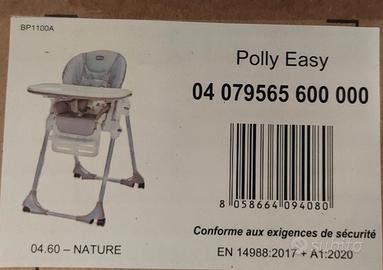 BP1100A
Polly Easy
04 079565 600 000
8 058664 094080
04.60 – NATURE
Conforme aux exigences de sécurité
EN 14988:2017 + A1:2020
subito